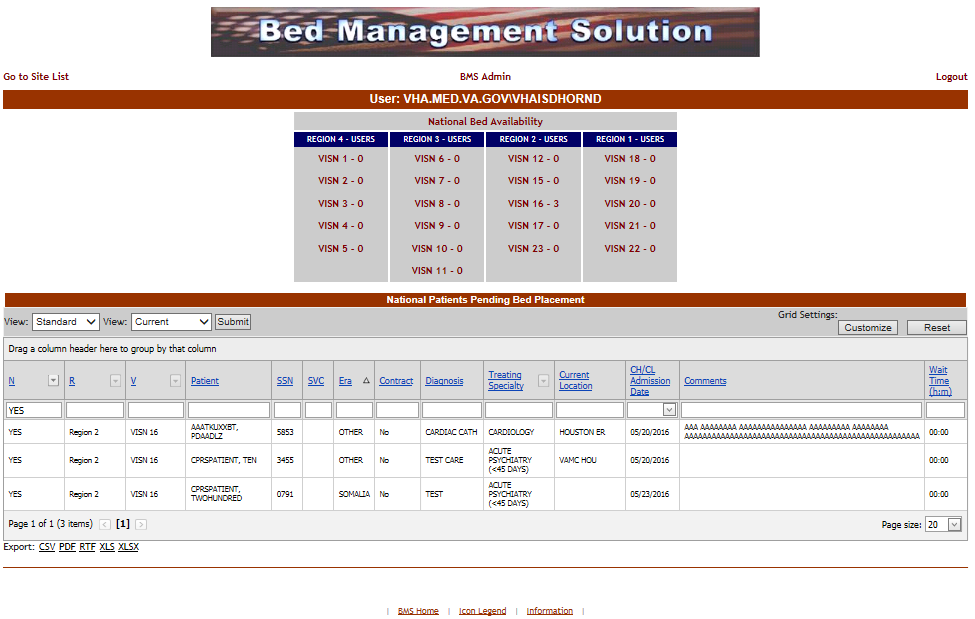 Bed Management Solution
Go to Site List BMS Admin Logout
User: VHA.MED.VA.GOV\VHAISDHORND
National Bed Availability
REGION 4 - USERS REGION 3 - USERS REGION 2 - USERS REGION 1 - USERS
VISN 1 - 0 VISN 6 - 0 VISN 12 - 0 VISN 18 - 0
VISN 2 - 0 VISN 7 - 0 VISN 15 - 0 VISN 19 - 0
VISN 3 - 0 VISN 8 - 0 VISN 16 - 3 VISN 20 - 0
VISN 4 - 0 VISN 9 - 0 VISN 17 - 0 VISN 21 - 0
VISN 5 - 0 VISN 10 - 0 VISN 23 - 0 VISN 22 - 0
VISN 11 - 0
National Patients Pending Bed Placement
View: Standard View: Current Submit Grid Settings:
Customize Reset
Drag a column header here to group by that column
N R V Patient SSN SVC Era Contract Diagnosis Treating Specialty Current Location CH/CL Admission Date Comments Wait Time (h:m)
YES
YES Region 2 VISN 16 AAATKUXXBT, PDAADLZ 5853 OTHER No CARDIAC CATH CARDIOLOGY HOUSTON ER 05/20/2016 00:00
YES Region 2 VISN 16 CPRSPATIENT, TEN 3455 OTHER No TEST CARE ACUTE PSYCHIATRY (<45 DAYS) VAMC HOU 05/20/2016 00:00
YES Region 2 VISN 16 CPRSPATIENT, TWOHUNDRED 0791 SOMALIA No TEST ACUTE PSYCHIATRY (<45 DAYS) 05/23/2016 00:00
Page 1 of 1 (3 items) < [1] > Page size: 20
Export: CSV PDF RTF XLS XLSX
| BMS Home | Icon Legend | Information |